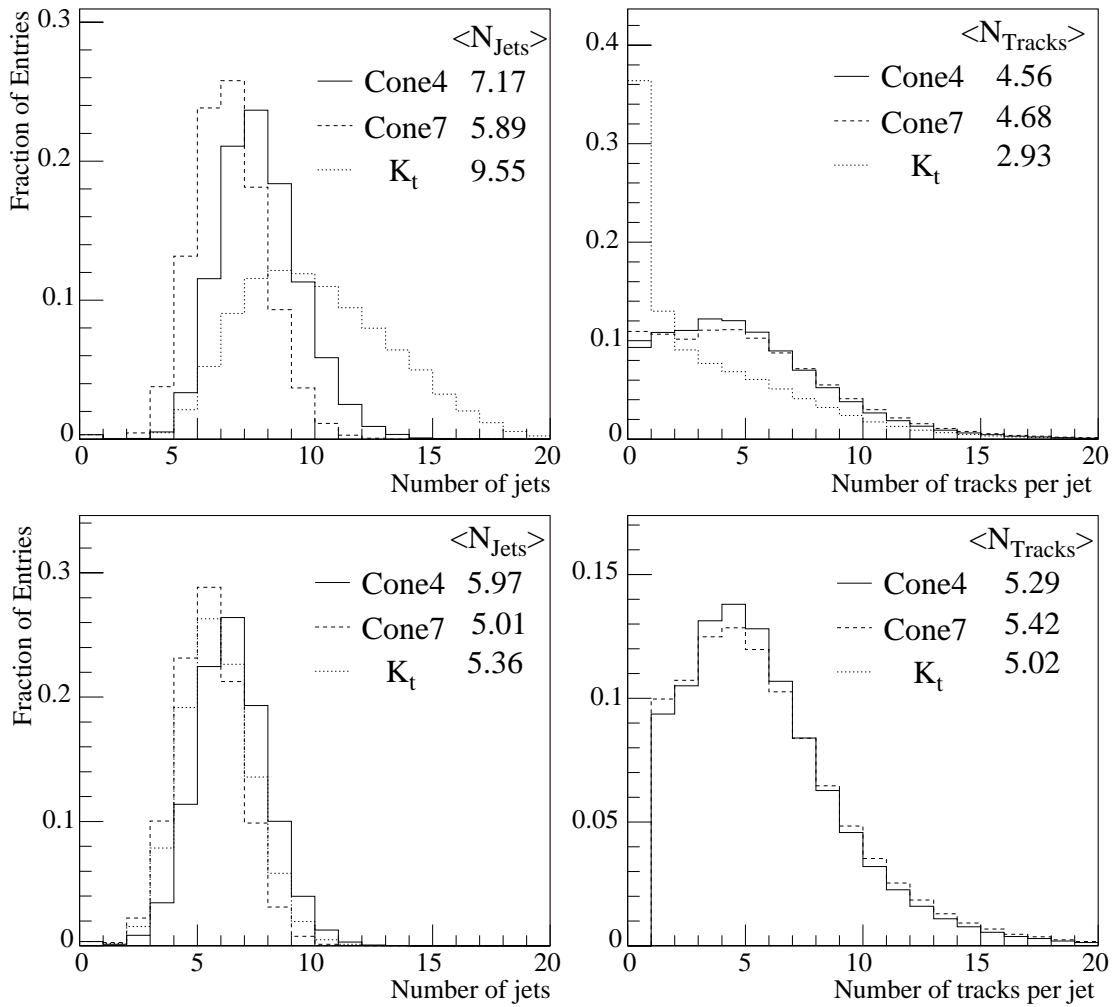 Fraction of Entries
0.3
0.2
0.1
0
<N_Jets>
Cone4 7.17
Cone7 5.89
K_t 9.55
0 5 10 15 20
Number of jets
0.4
0.3
0.2
0.1
0
<N_Tracks>
Cone4 4.56
Cone7 4.68
K_t 2.93
0 5 10 15 20
Number of tracks per jet
Fraction of Entries
0.3
0.2
0.1
0
<N_Jets>
Cone4 5.97
Cone7 5.01
K_t 5.36
0 5 10 15 20
Number of jets
0.15
0.1
0.05
0
<N_Tracks>
Cone4 5.29
Cone7 5.42
K_t 5.02
0 5 10 15 20
Number of tracks per jet